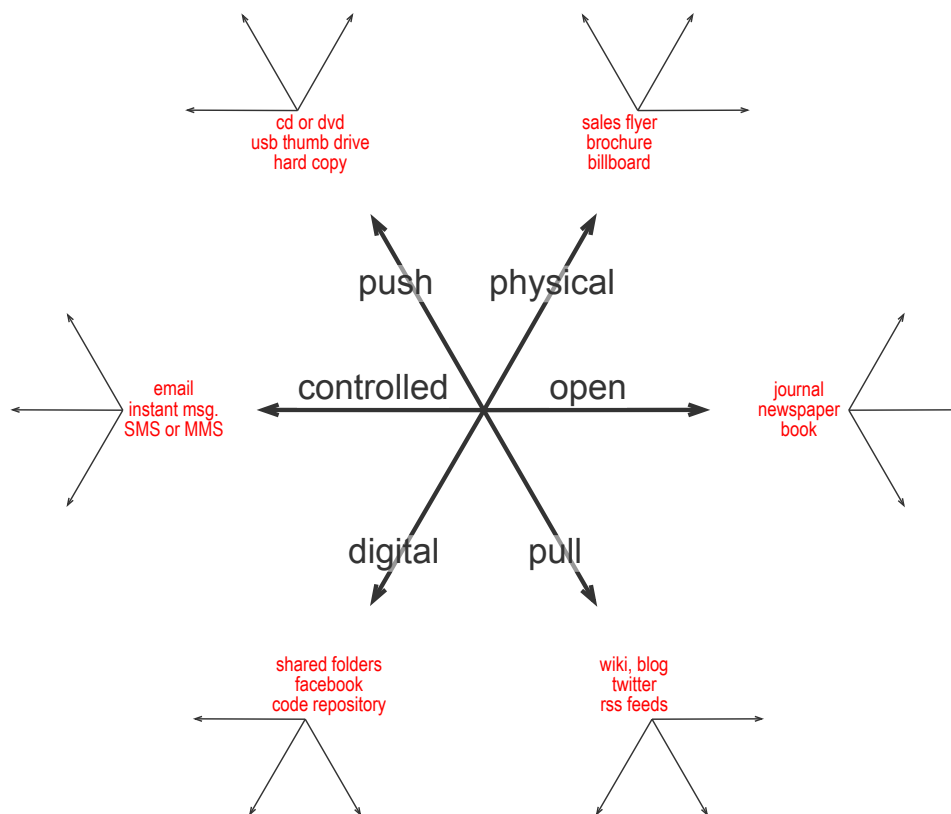 cd or dvd
usb thumb drive
hard copy
sales flyer
brochure
billboard
push
physical
controlled
open
email
instant msg.
SMS or MMS
journal
newspaper
book
digital
pull
shared folders
facebook
code repository
wiki, blog
twitter
rss feeds